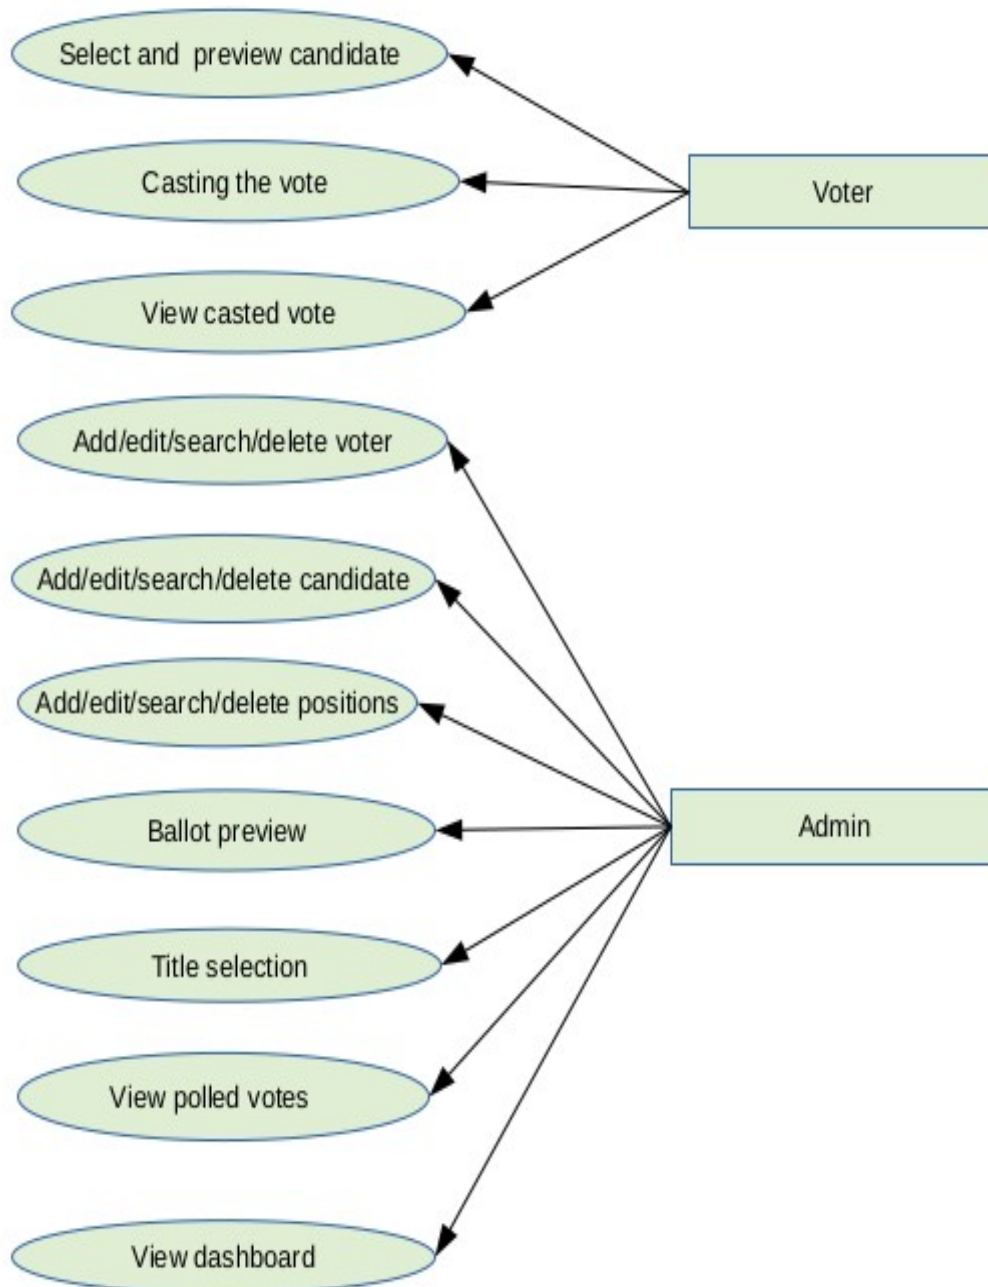 Select and  preview candidate
Casting the vote
Voter
View casted vote
Add/edit/search/delete voter
Add/edit/search/delete candidate
Add/edit/search/delete positions
Ballot preview
Admin
Title selection
View polled votes
View dashboard